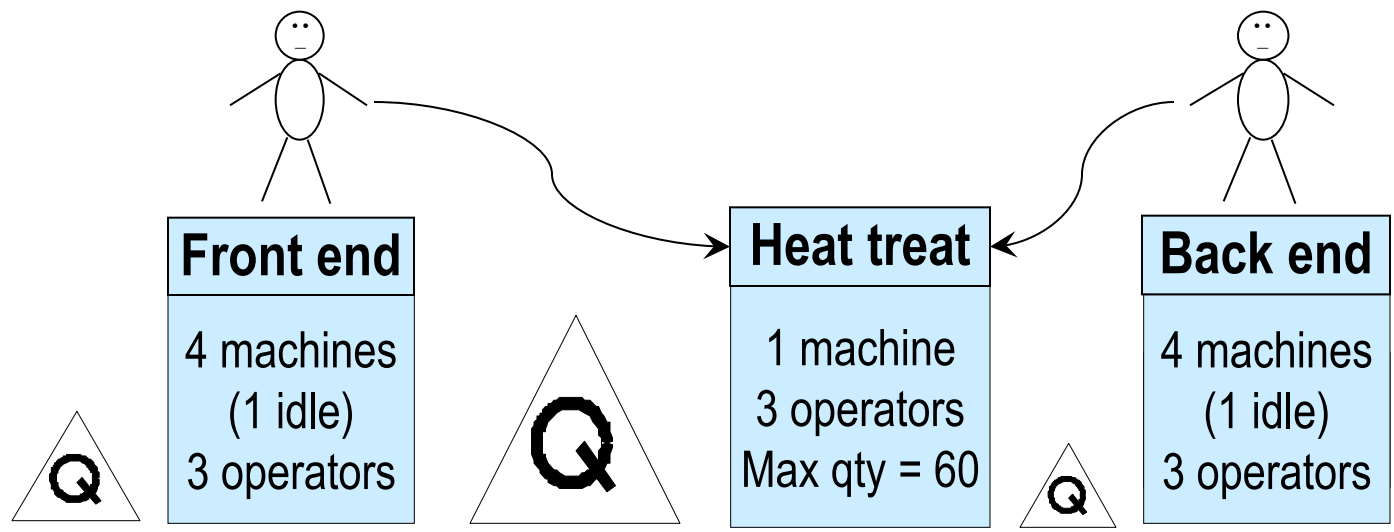 Front end
4 machines
(1 idle)
3 operators
Heat treat
1 machine
3 operators
Max qty = 60
Back end
4 machines
(1 idle)
3 operators
Q
Q
Q